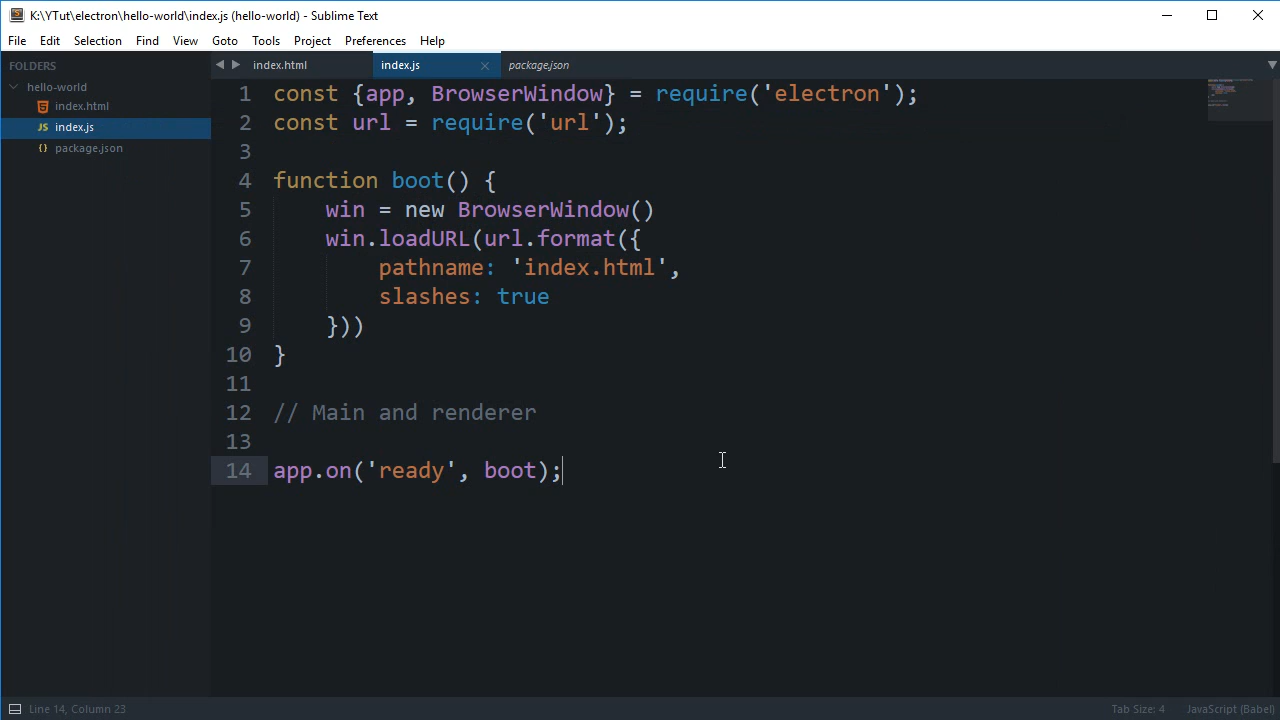 K:\YTut\electron\hello-world\index.js (hello-world) - Sublime Text
File Edit Selection Find View Goto Tools Project Preferences Help
FOLDERS
hello-world
index.html
JS index.js
{} package.json
index.html index.js package.json
1 const {app, BrowserWindow} = require('electron');
2 const url = require('url');
3
4 function boot() {
5     win = new BrowserWindow()
6     win.loadURL(url.format({
7         pathname: 'index.html',
8         slashes: true
9     }))
10 }
11
12 // Main and renderer
13
14 app.on('ready', boot);
Line 14, Column 23 Tab Size: 4 JavaScript (Babel)